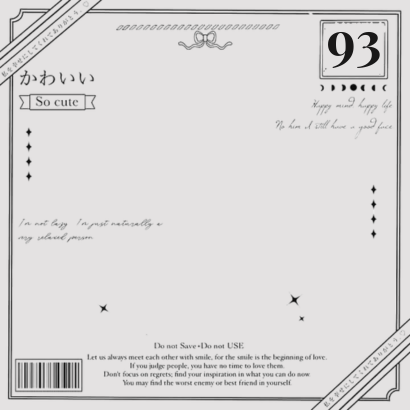 93
かわいい
So cute
Happy mind, happy life
No him I still have a good face
I'm not lazy I'm just naturally a
very relaxed person
Do not Save•Do not USE
Let us always meet each other with smile, for the smile is the beginning of love.
If you judge people, you have no time to love them.
Don't focus on regrets; find your inspiration in what you can do now
You may find the worst enemy or best friend in yourself.